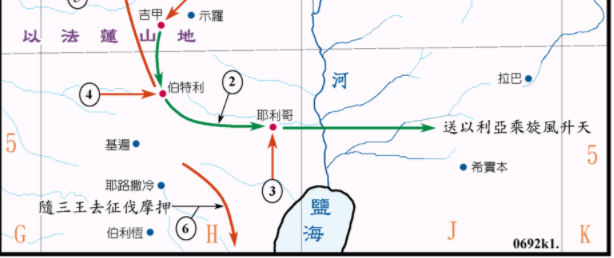 5
吉甲
示羅
以法蓮山地
河
拉巴
4
伯特利
2
耶利哥
送以利亞乘旋風升天
5
基遍
5
希實本
耶路撒冷
3
隨三王去征伐摩押
6
鹽
海
伯利恆
G
H
J
K
0692k1.